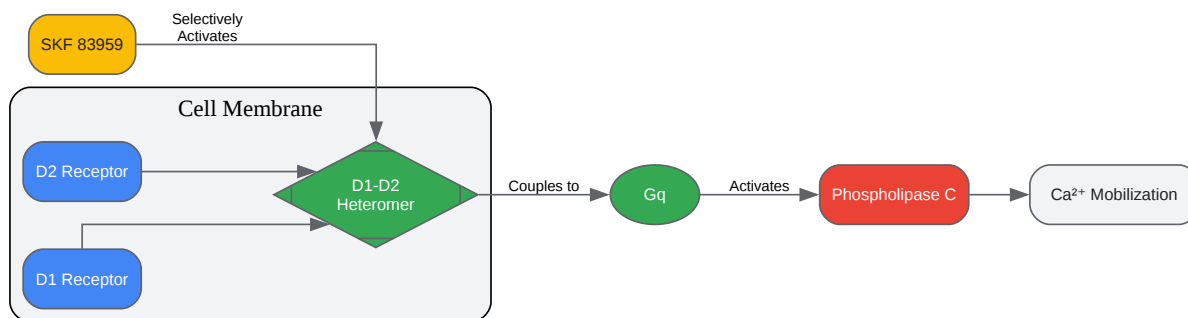 Selectively
Activates
SKF 83959
Cell Membrane
D2 Receptor
D1-D2
Heteromer
Couples to
Gq
Activates
Phospholipase C
Ca²⁺ Mobilization
D1 Receptor